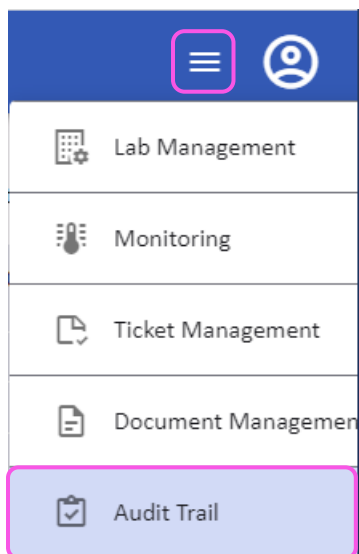 Lab Management
Monitoring
Ticket Management
Document Managemen
Audit Trail